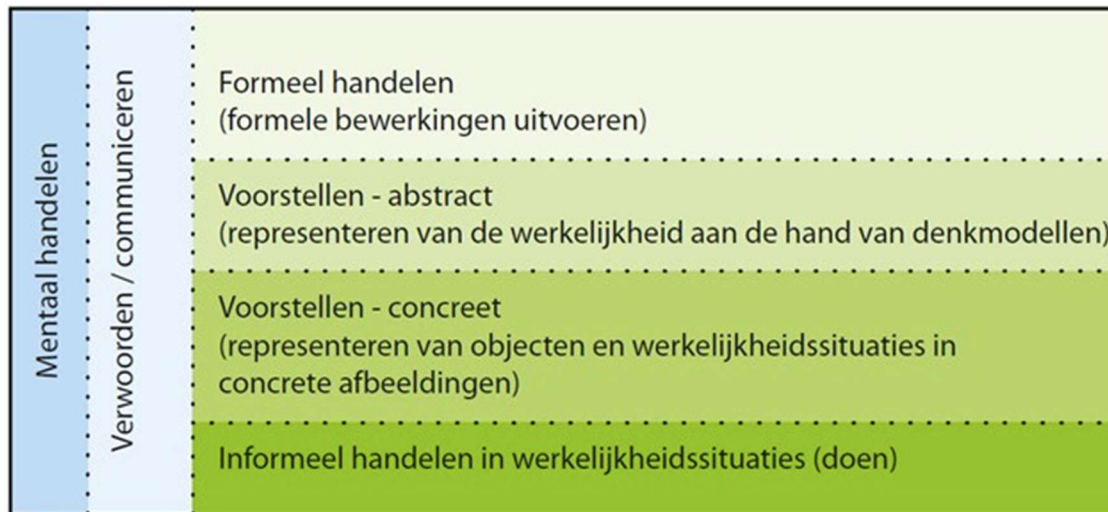 Mentaal handelen
Verwoorden / communiceren
Formeel handelen
(formele bewerkingen uitvoeren)
Voorstellen - abstract
(representeren van de werkelijkheid aan de hand van denkmodellen)
Voorstellen - concreet
(representeren van objecten en werkelijkheidssituaties in
concrete afbeeldingen)
Informeel handelen in werkelijkheidssituaties (doen)